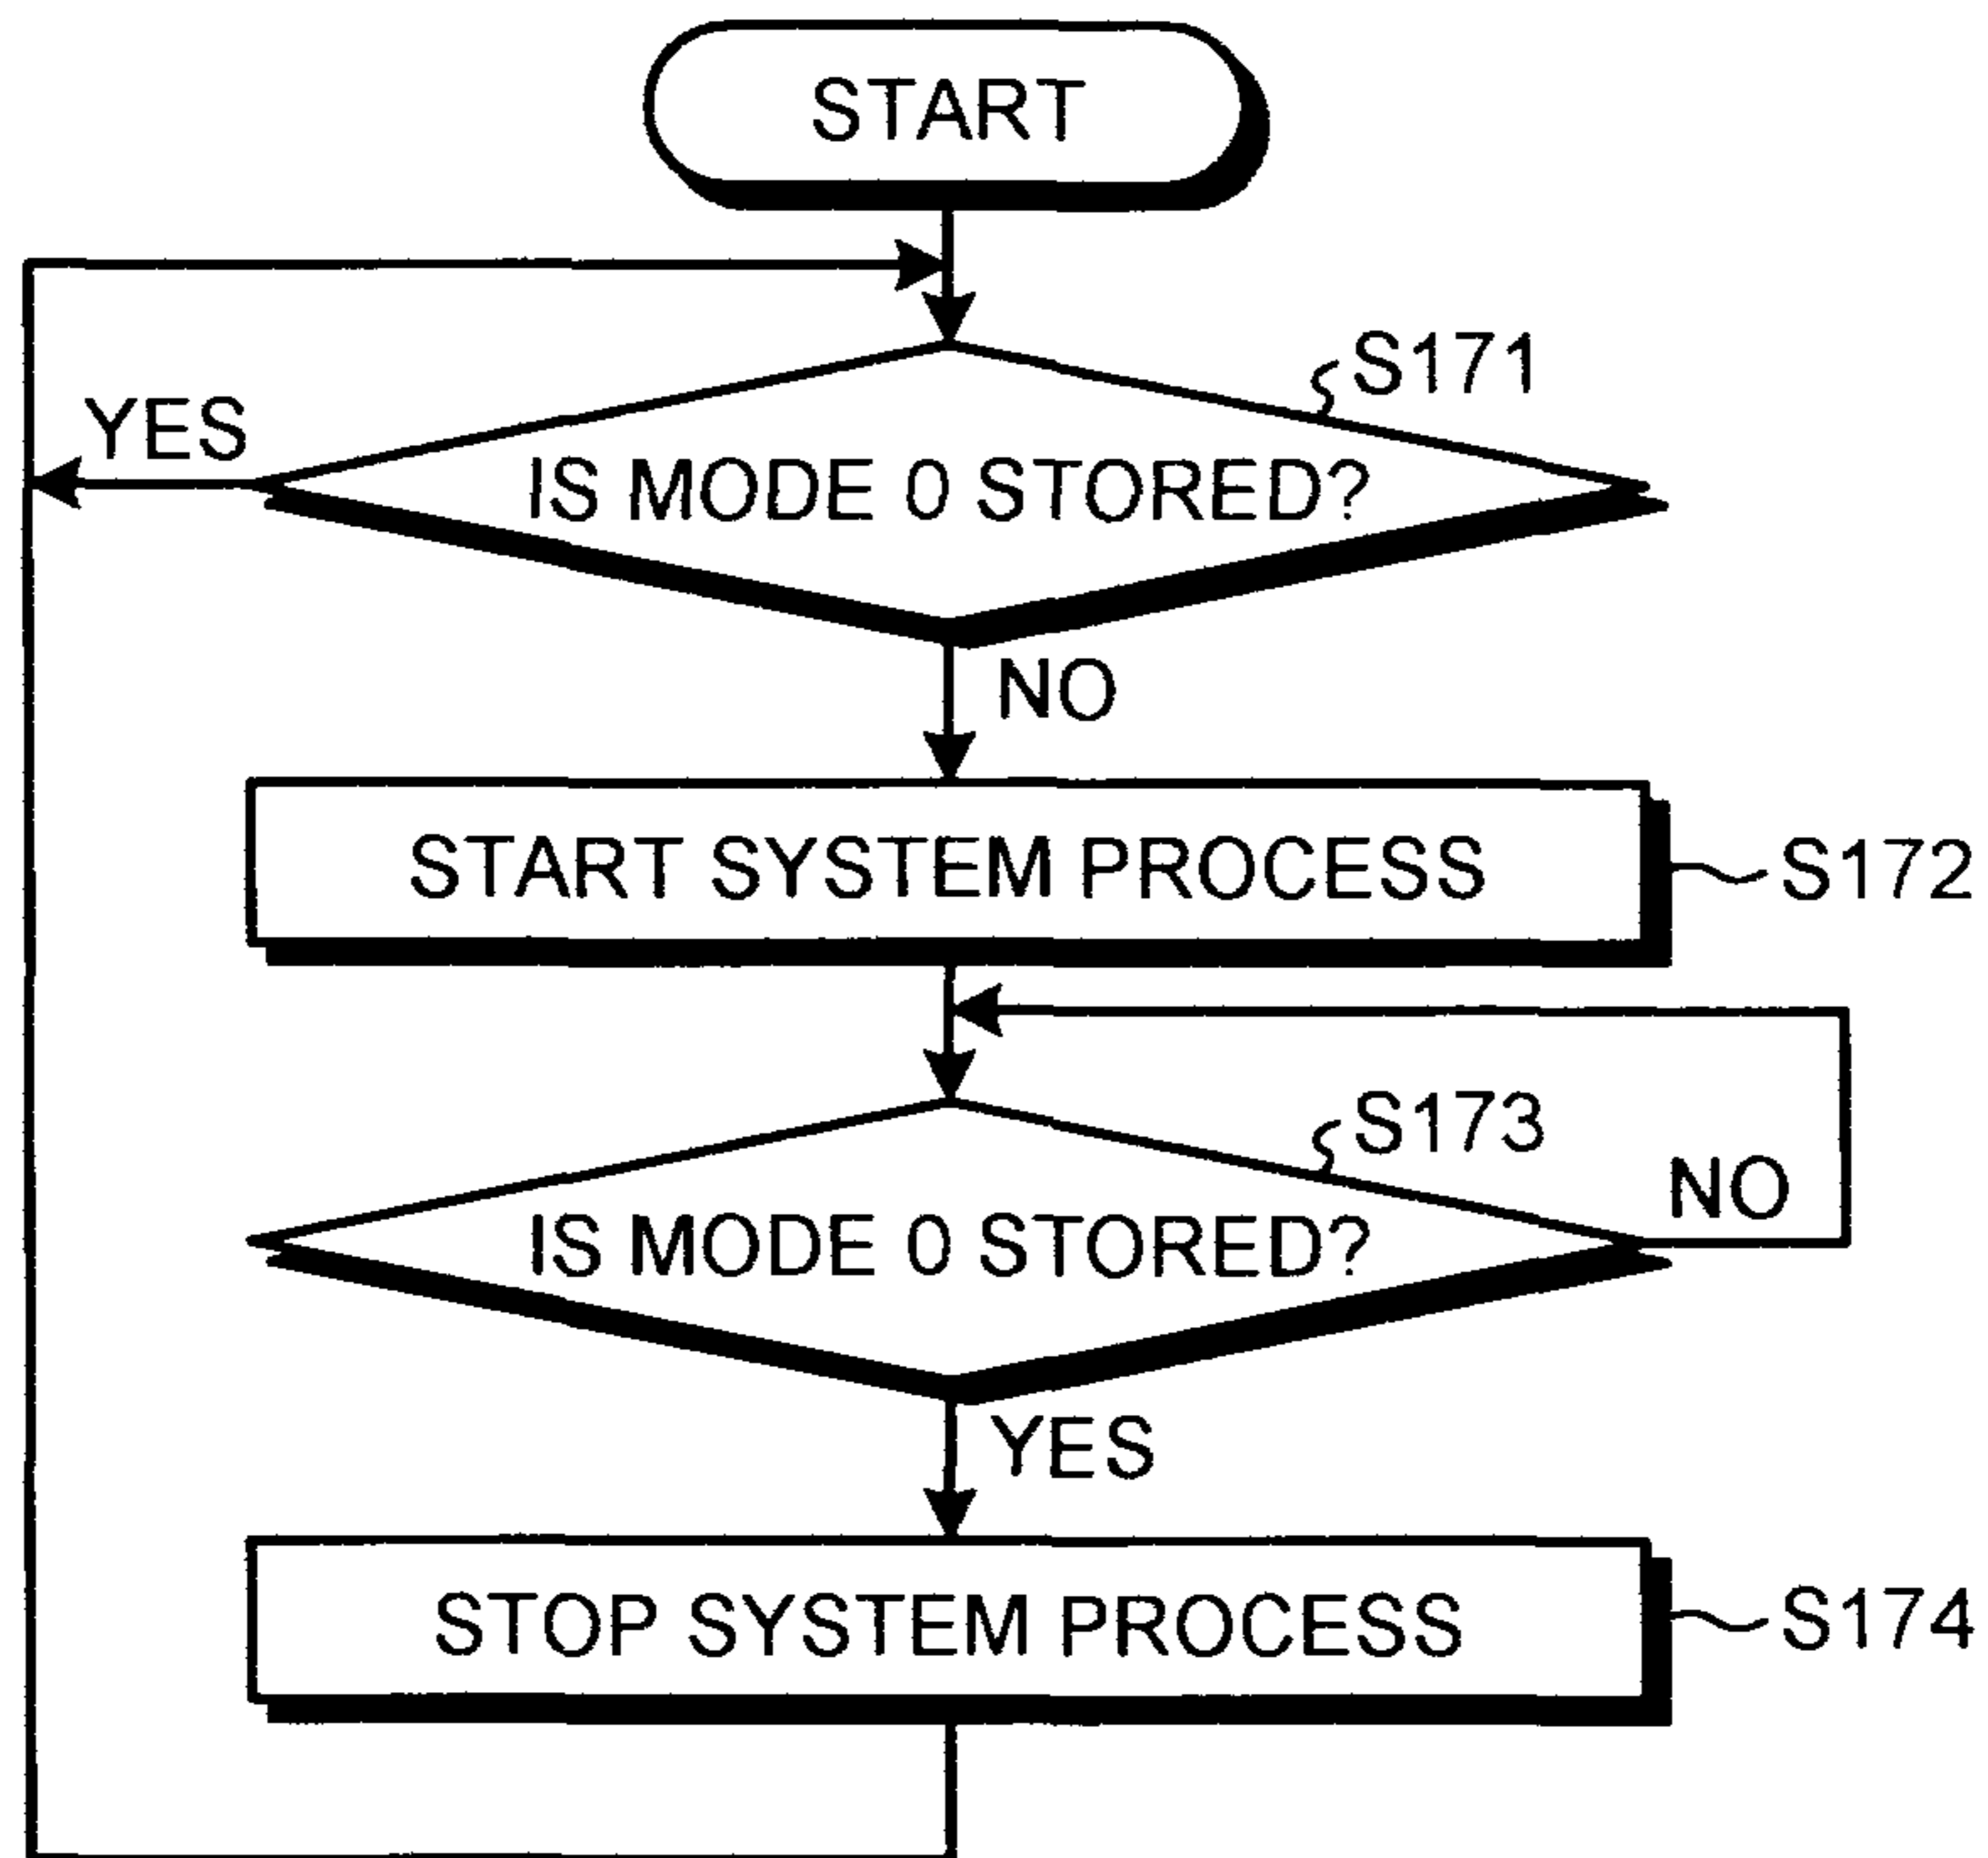 START
S171
YES
IS MODE 0 STORED?
NO
START SYSTEM PROCESS
S172
S173
NO
IS MODE 0 STORED?
YES
STOP SYSTEM PROCESS
S174